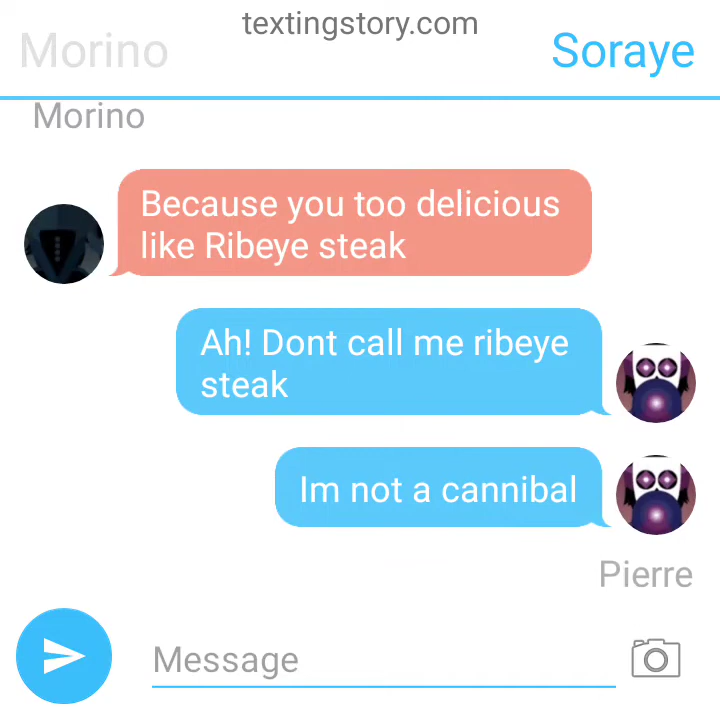 textingstory.com
Morino
Soraye
Morino
Because you too delicious
like Ribeye steak
Ah! Dont call me ribeye
steak
Im not a cannibal
Pierre
Message